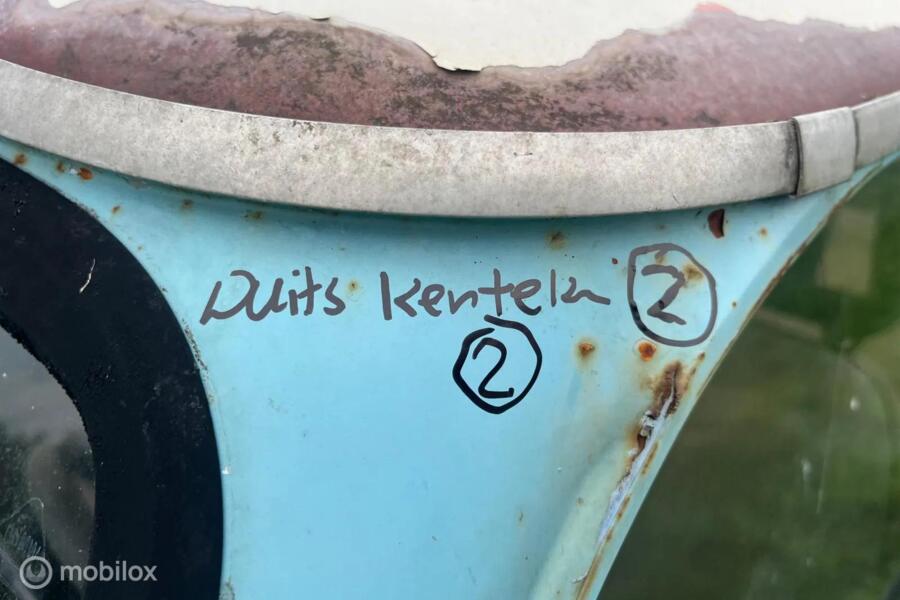 Duits kenteken ②
②
mobilox